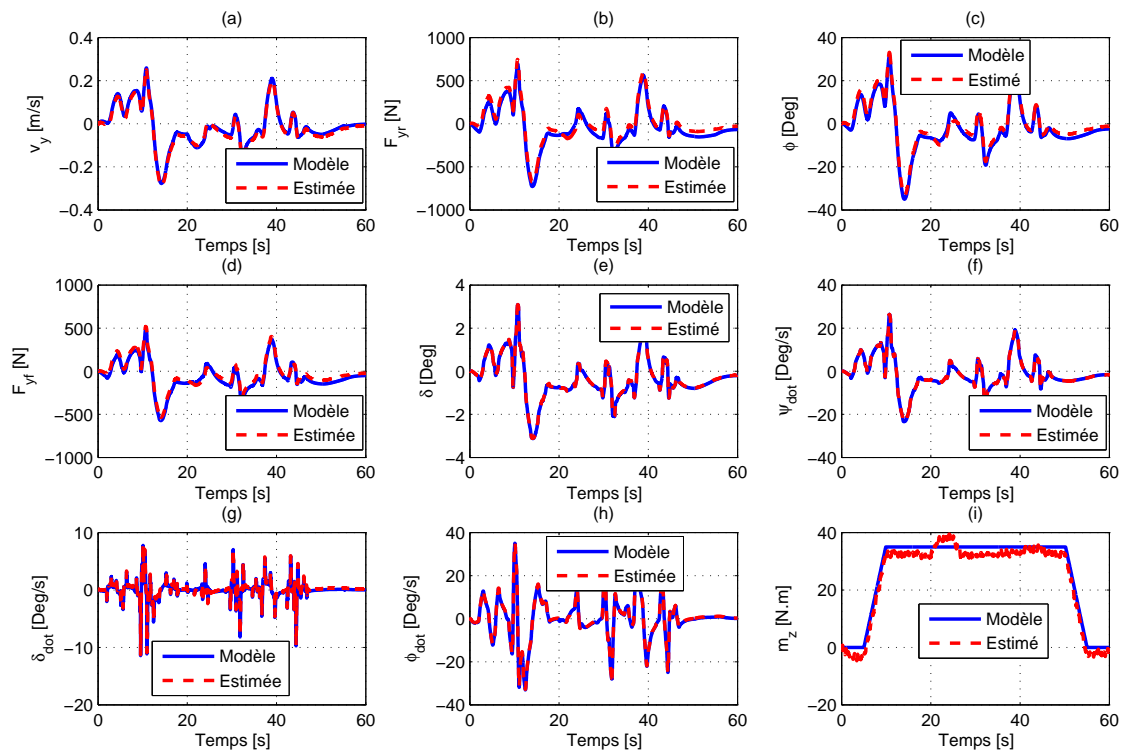 (a)
0.4
0.2
0
−0.2
−0.4
v_y [m/s]
Modèle
Estimée
0 20 40 60
Temps [s]
(b)
1000
500
0
−500
−1000
F_yr [N]
Modèle
Estimée
0 20 40 60
Temps [s]
(c)
40
20
0
−20
−40
ϕ [Deg]
Modèle
Estimé
0 20 40 60
Temps [s]
(d)
1000
500
0
−500
−1000
F_yf [N]
Modèle
Estimée
0 20 40 60
Temps [s]
(e)
4
2
0
−2
−4
δ [Deg]
Modèle
Estimé
0 20 40 60
Temps [s]
(f)
40
20
0
−20
−40
ψ_dot [Deg/s]
Modèle
Estimée
0 20 40 60
Temps [s]
(g)
10
0
−10
−20
δ_dot [Deg/s]
Modèle
Estimée
0 20 40 60
Temps [s]
(h)
40
20
0
−20
−40
ϕ_dot [Deg/s]
Modèle
Estimée
0 20 40 60
Temps [s]
(i)
40
20
0
−20
m_z [N.m]
Modèle
Estimé
0 20 40 60
Temps [s]